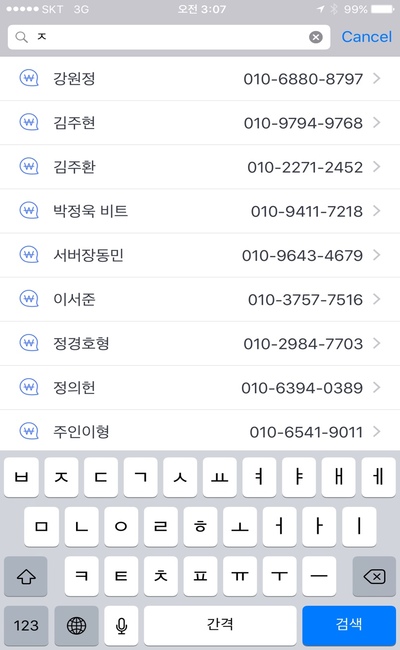 SKT 3G 오전 3:07 99%
ㅈ Cancel
강원정 010-6880-8797
김주현 010-9794-9768
김주환 010-2271-2452
박정욱 비트 010-9411-7218
서버장동민 010-9643-4679
이서준 010-3757-7516
정경호형 010-2984-7703
정의헌 010-6394-0389
주인이형 010-6541-9011
ㅂ ㅈ ㄷ ㄱ ㅅ ㅛ ㅕ ㅑ ㅐ ㅔ
ㅁ ㄴ ㅇ ㄹ ㅎ ㅗ ㅓ ㅏ ㅣ
ㅋ ㅌ ㅊ ㅍ ㅠ ㅜ ㅡ
123 간격 검색